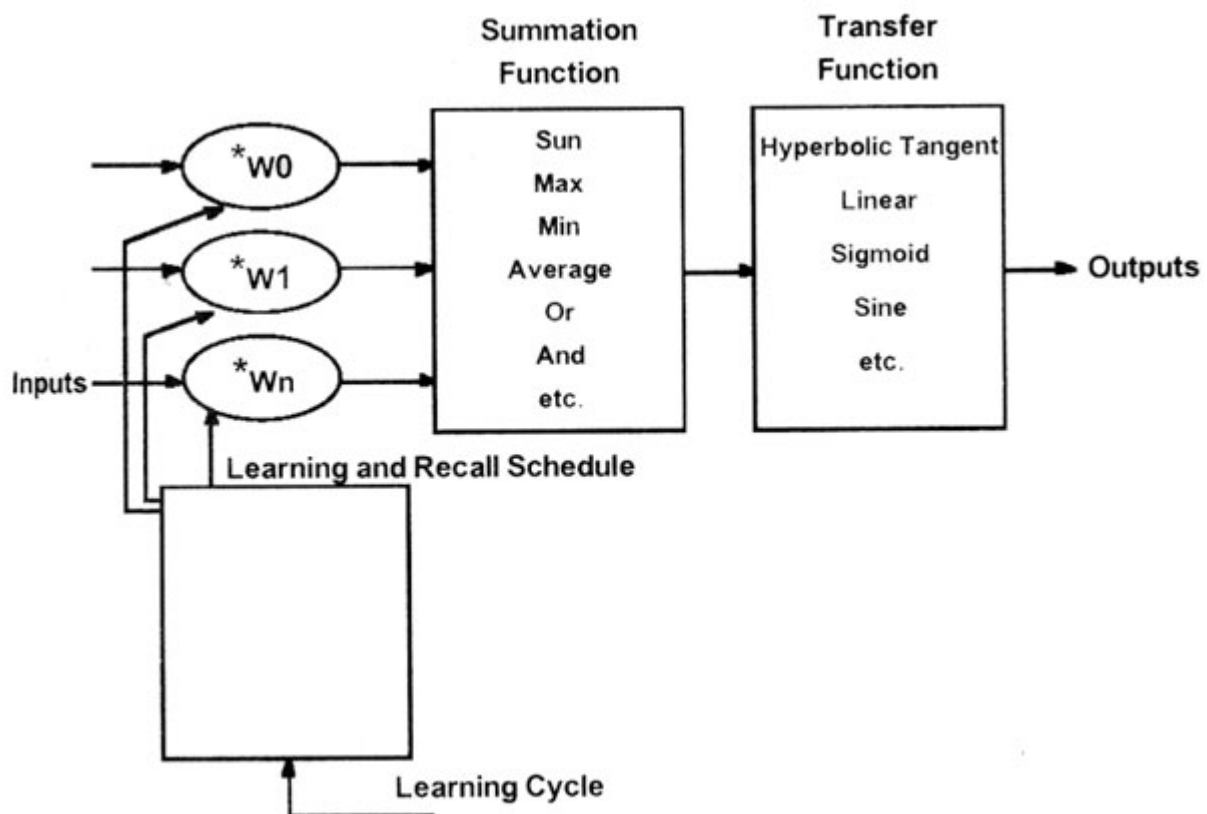 Summation
Function
Transfer
Function
Sun
Max
Min
Average
Or
And
etc.
Hyperbolic Tangent
Linear
Sigmoid
Sine
etc.
*W0
*W1
*Wn
Inputs
Outputs
Learning and Recall Schedule
Learning Cycle